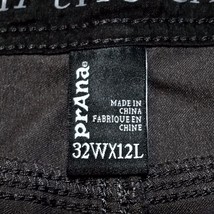 prAna
MADE IN
CHINA
FABRIQUE EN
CHINE
32WX12L